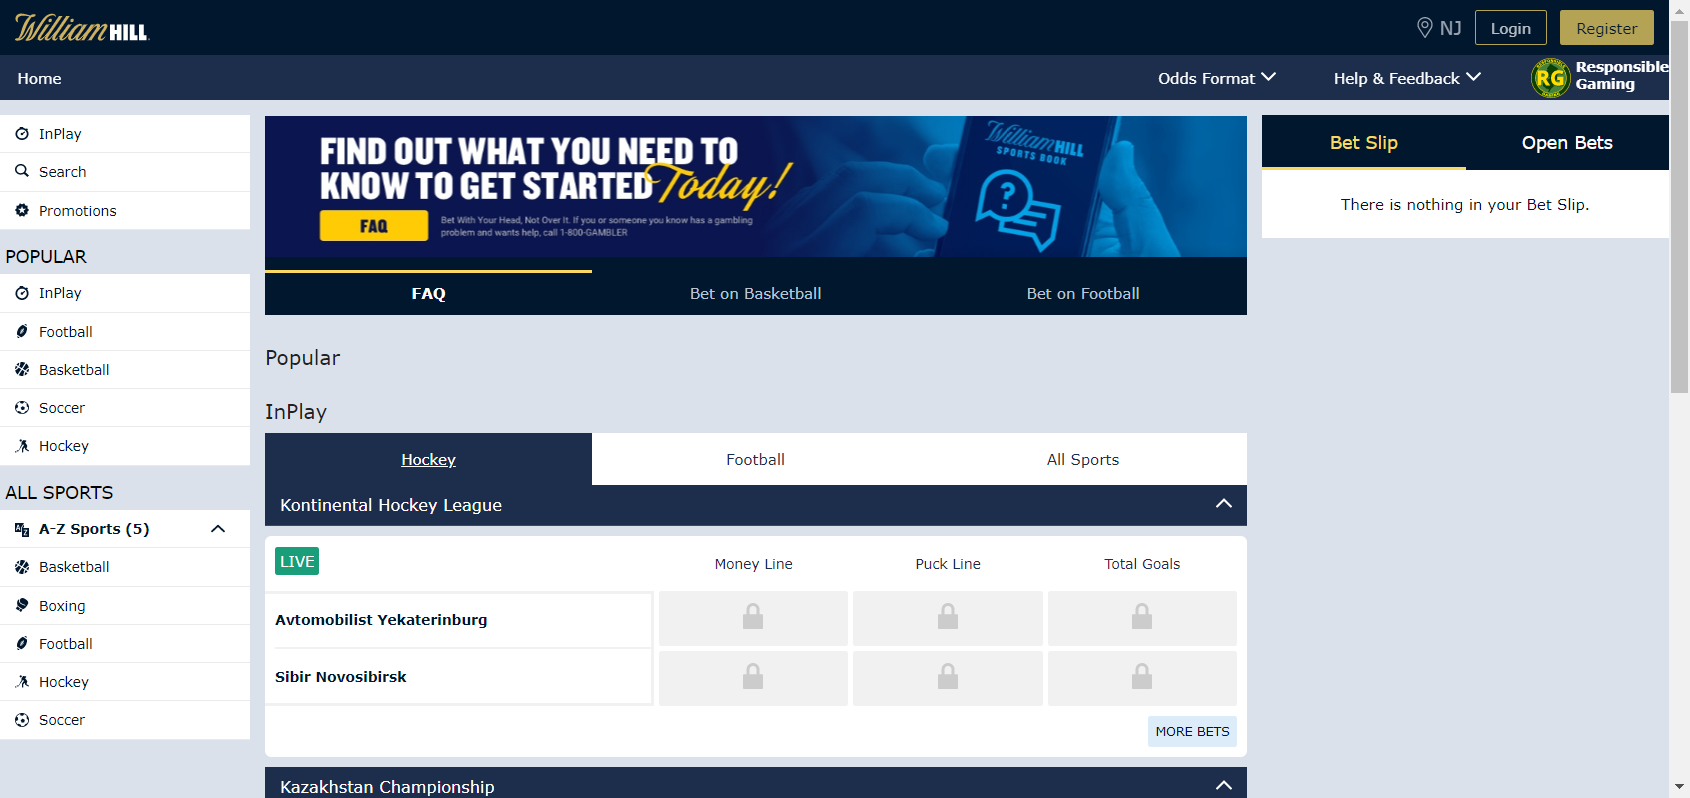 William HILL
NJ
Login
Register
Home
Odds Format
Help & Feedback
RG
Responsible
Gaming
InPlay
Search
Promotions
POPULAR
InPlay
Football
Basketball
Soccer
Hockey
ALL SPORTS
A-Z Sports (5)
Basketball
Boxing
Football
Hockey
Soccer
FIND OUT WHAT YOU NEED TO
KNOW TO GET STARTED Today!
FAQ
Bet With Your Head, Not Over It. If you or someone you know has a gambling
problem and wants help, call 1-800-GAMBLER
William HILL
SPORTS BOOK
?
FAQ
Bet on Basketball
Bet on Football
Popular
InPlay
Hockey
Football
All Sports
Kontinental Hockey League
LIVE
Money Line
Puck Line
Total Goals
Avtomobilist Yekaterinburg
Sibir Novosibirsk
MORE BETS
Kazakhstan Championship
Bet Slip
Open Bets
There is nothing in your Bet Slip.